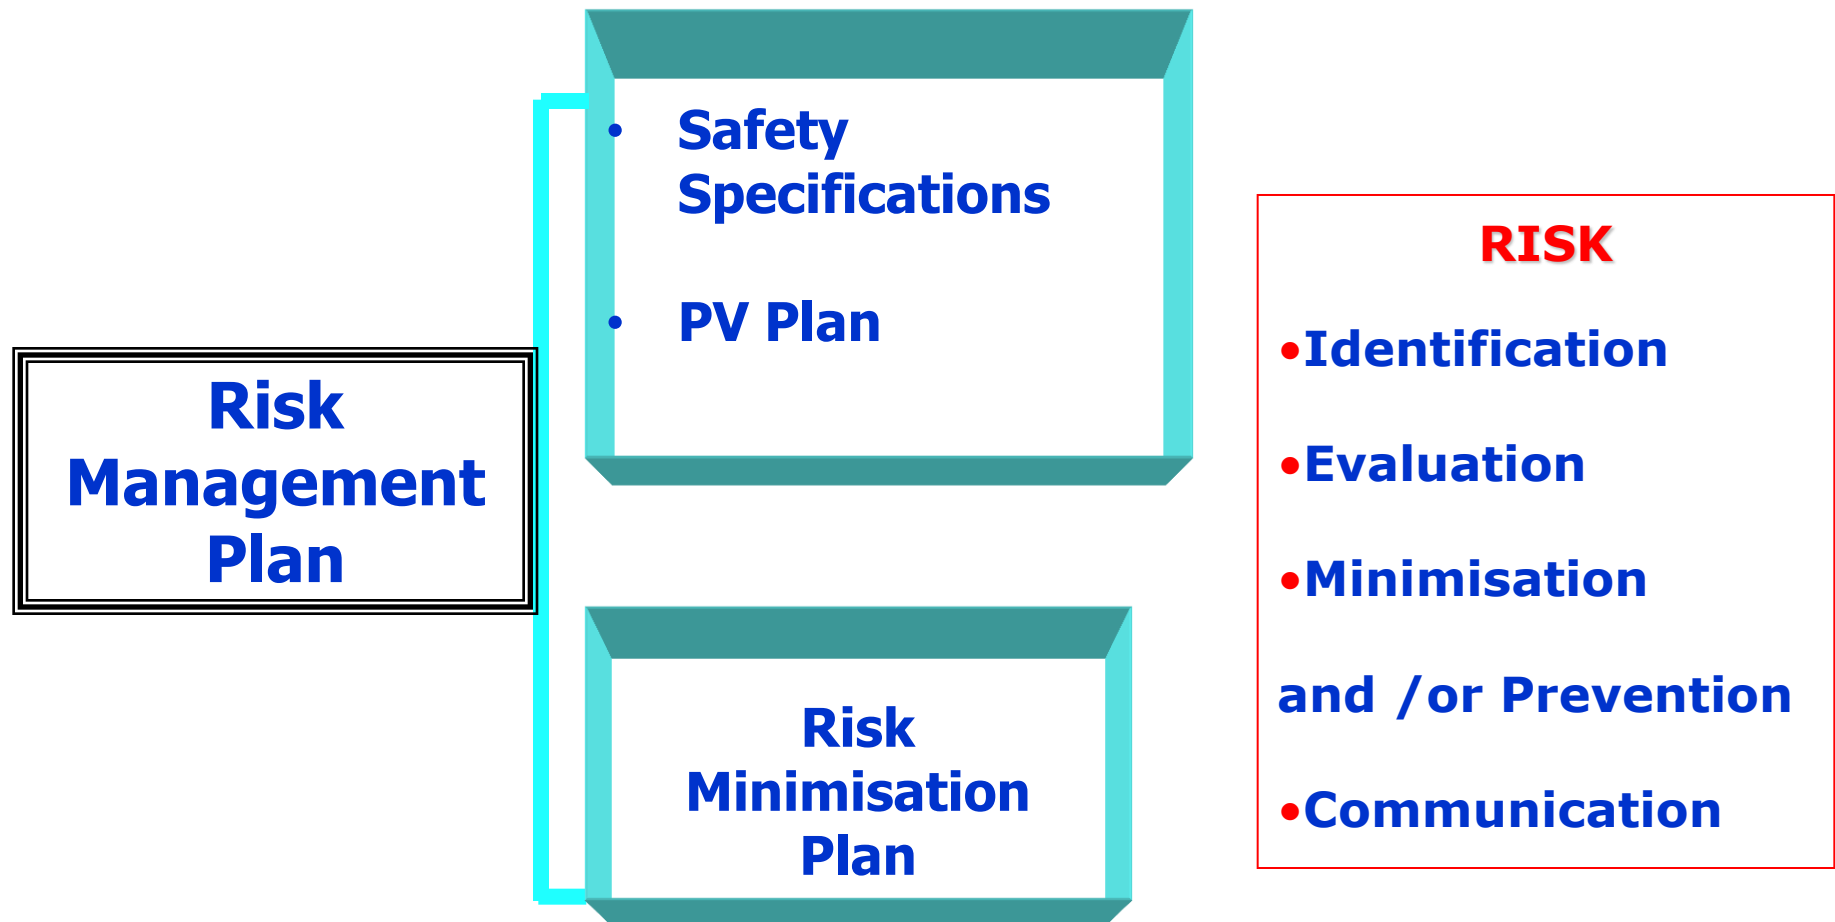 Risk
Management
Plan
• Safety
Specifications
• PV Plan
Risk
Minimisation
Plan
RISK
•Identification
•Evaluation
•Minimisation
and /or Prevention
•Communication